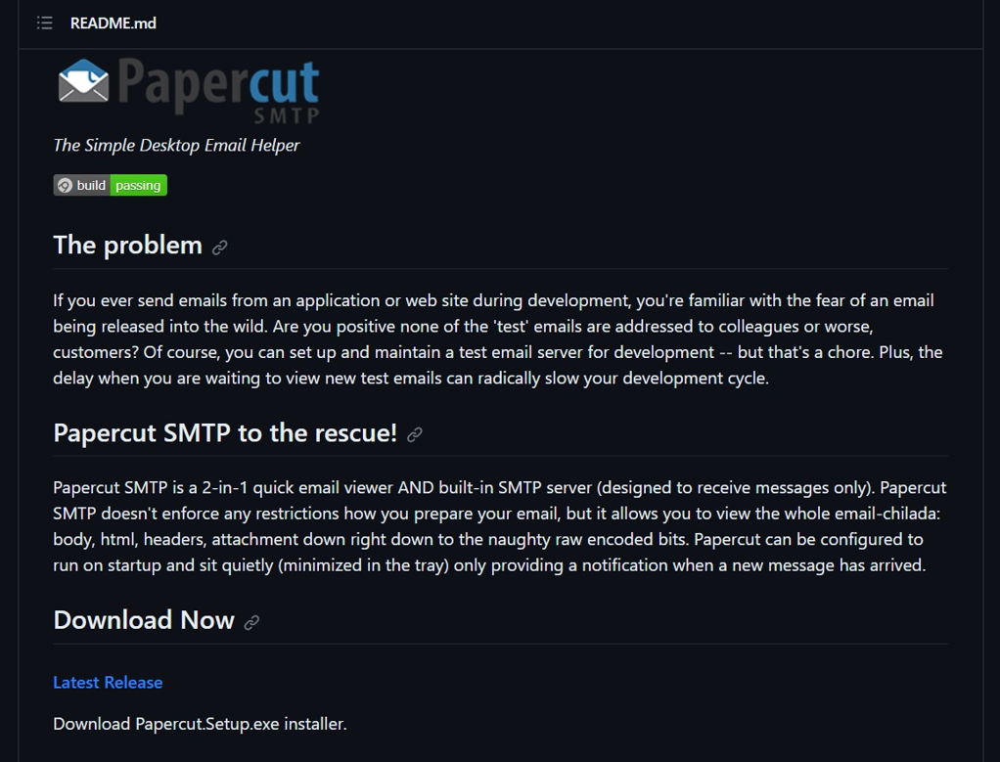 README.md
Papercut
SMTP
The Simple Desktop Email Helper
build passing
The problem
If you ever send emails from an application or web site during development, you're familiar with the fear of an email
being released into the wild. Are you positive none of the 'test' emails are addressed to colleagues or worse,
customers? Of course, you can set up and maintain a test email server for development -- but that's a chore. Plus, the
delay when you are waiting to view new test emails can radically slow your development cycle.
Papercut SMTP to the rescue!
Papercut SMTP is a 2-in-1 quick email viewer AND built-in SMTP server (designed to receive messages only). Papercut
SMTP doesn't enforce any restrictions how you prepare your email, but it allows you to view the whole email-chilada:
body, html, headers, attachment down right down to the naughty raw encoded bits. Papercut can be configured to
run on startup and sit quietly (minimized in the tray) only providing a notification when a new message has arrived.
Download Now
Latest Release
Download Papercut.Setup.exe installer.